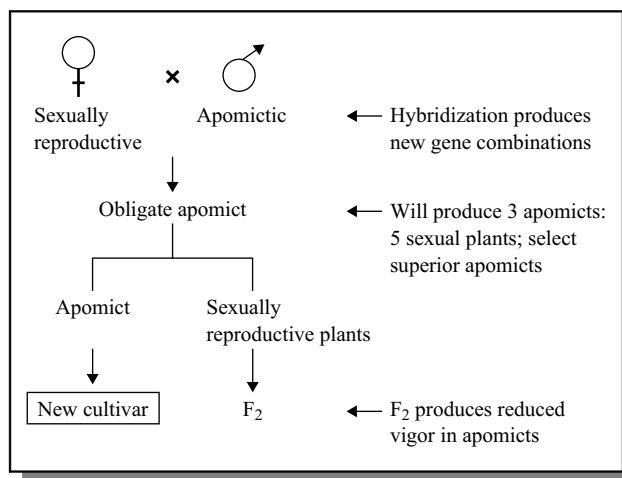 ×
Sexually
reproductive
Apomictic
Hybridization produces
new gene combinations
Obligate apomict
Will produce 3 apomicts:
5 sexual plants; select
superior apomicts
Apomict
Sexually
reproductive plants
New cultivar
F₂
F₂ produces reduced
vigor in apomicts